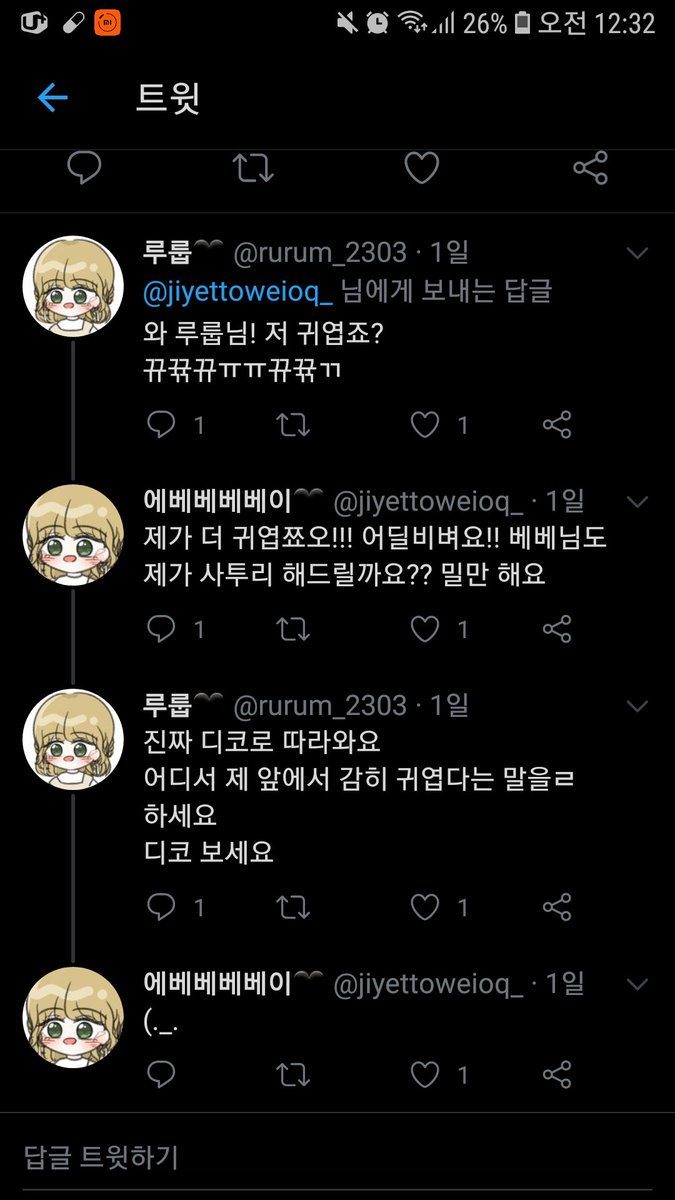 26% 오전 12:32
트윗
루룹🖤 @rurum_2303 · 1일
@jiyettoweioq_ 님에게 보내는 답글
와 루룹님! 저 귀엽죠?
뀨뀪뀨ㅠㅠ뀨뀪ㄲ
1 1
에베베베베이🖤 @jiyettoweioq_ · 1일
제가 더 귀엽쬬오!!! 어딜비벼요!! 베베님도
제가 사투리 해드릴까요?? 밀만 해요
1 1
루룹🖤 @rurum_2303 · 1일
진짜 디코로 따라와요
어디서 제 앞에서 감히 귀엽다는 말을ㄹ
하세요
디코 보세요
1 1
에베베베베이🖤 @jiyettoweioq_ · 1일
(._.
1
답글 트윗하기